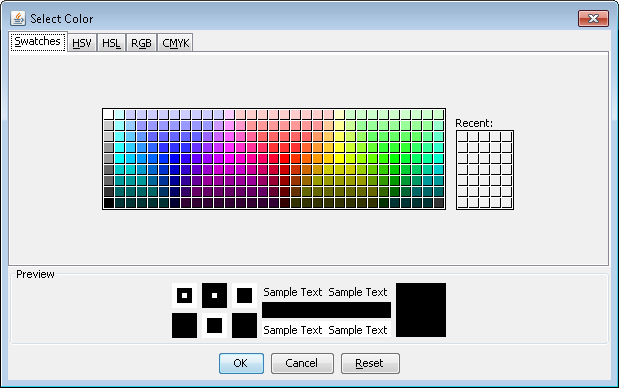 Select Color
Swatches HSV HSL RGB CMYK
Recent:
Preview
Sample Text Sample Text
Sample Text Sample Text
OK Cancel Reset